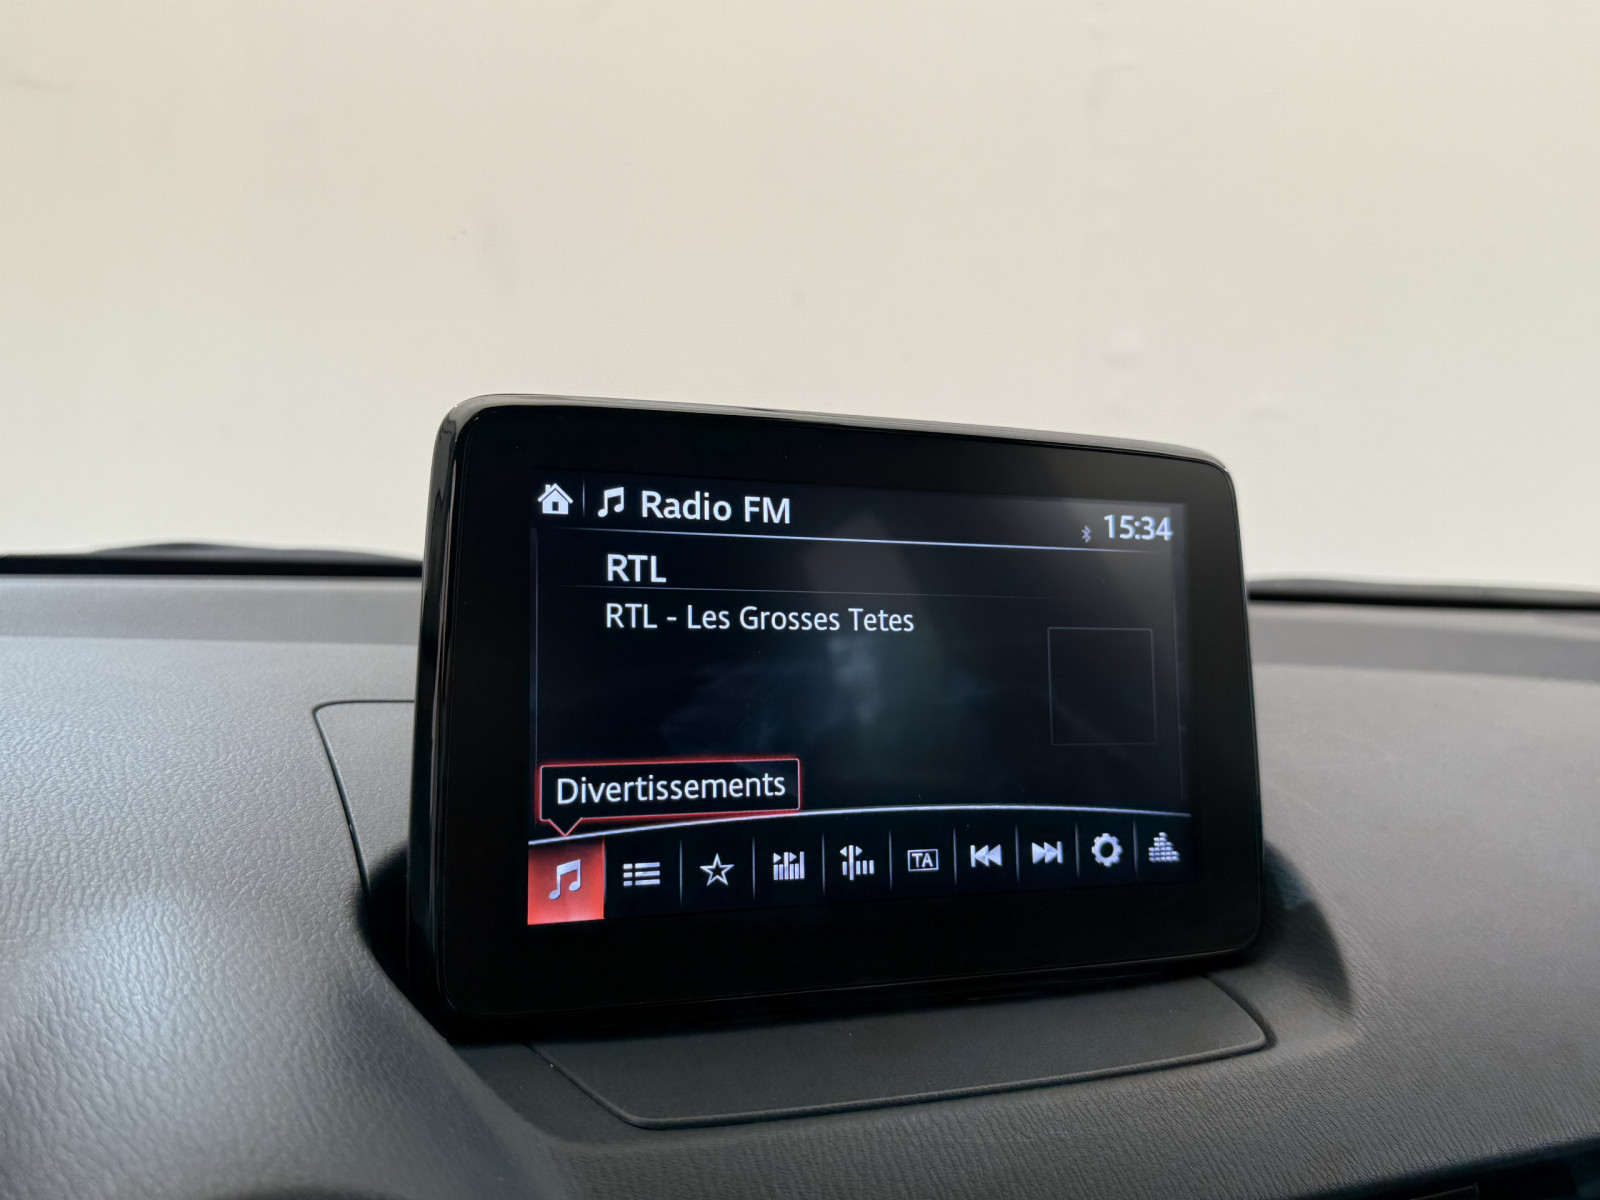 Radio FM
15:34
RTL
RTL - Les Grosses Tetes
Divertissements
TA